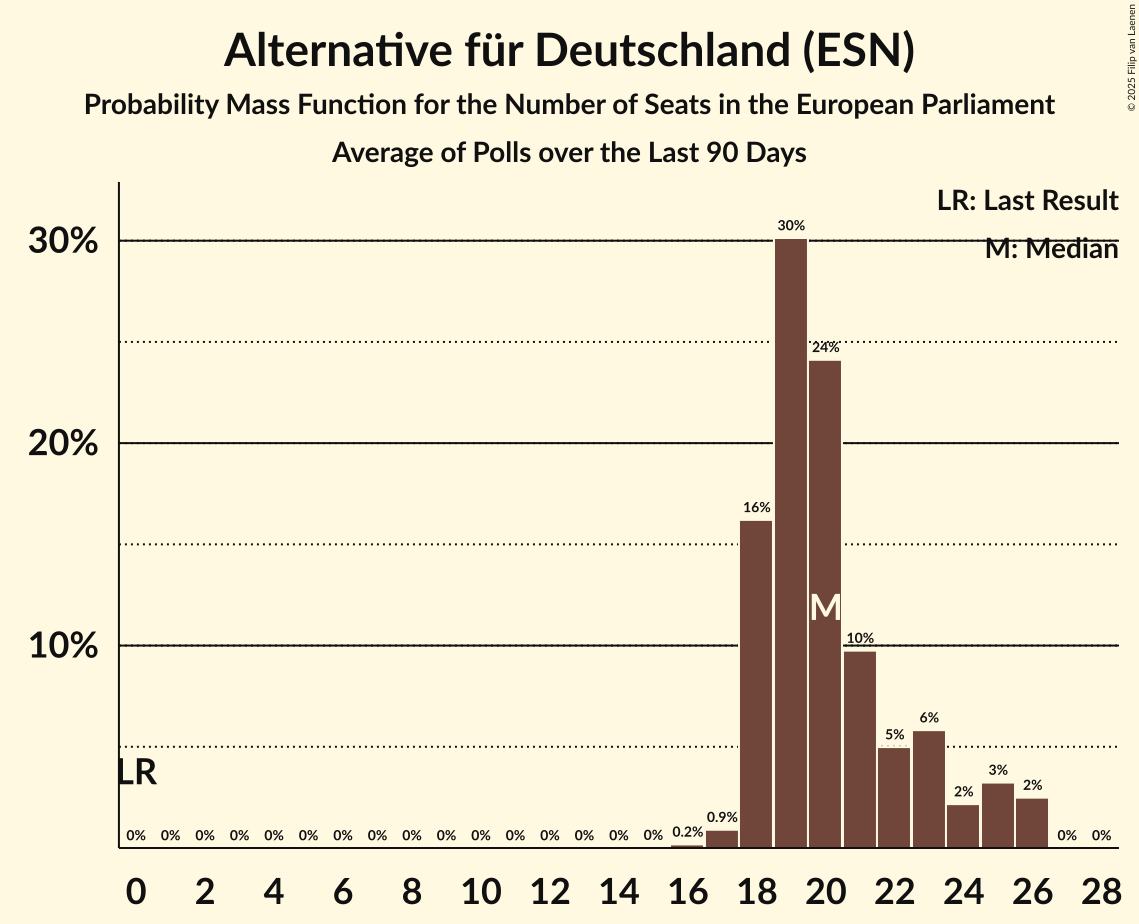 Alternative für Deutschland (ESN)
Probability Mass Function for the Number of Seats in the European Parliament
Average of Polls over the Last 90 Days
© 2025 Filip van Laenen
LR: Last Result
M: Median
30%
20%
10%
30%
24%
16%
M
10%
6%
5%
3%
2%
2%
LR
0% 0% 0% 0% 0% 0% 0% 0% 0% 0% 0% 0% 0% 0% 0% 0% 0.2% 0.9% 0% 0%
0 2 4 6 8 10 12 14 16 18 20 22 24 26 28